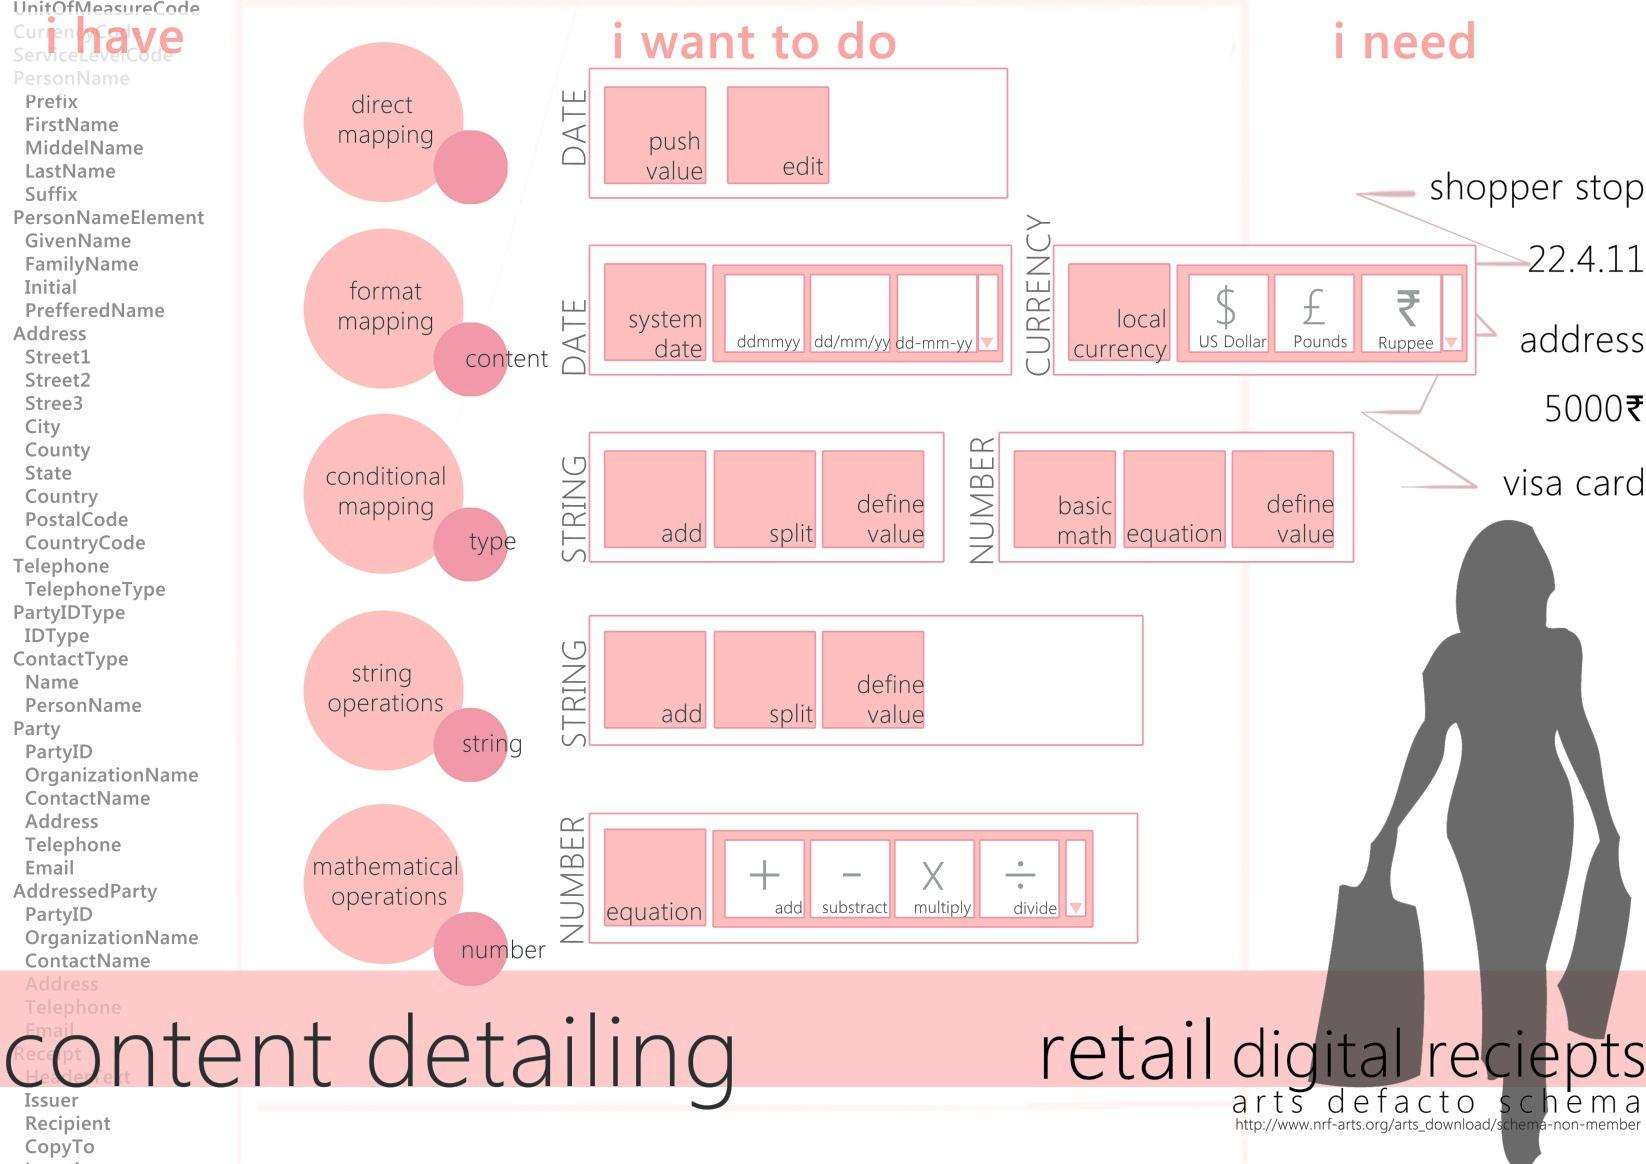 UnitOfMeasureCode
CurrencyCode
ServiceLevelCode
PersonName
Prefix
FirstName
MiddelName
LastName
Suffix
PersonNameElement
GivenName
FamilyName
Initial
PrefferedName
Address
Street1
Street2
Stree3
City
County
State
Country
PostalCode
CountryCode
Telephone
TelephoneType
PartyIDType
IDType
ContactType
Name
PersonName
Party
PartyID
OrganizationName
ContactName
Address
Telephone
Email
AddressedParty
PartyID
OrganizationName
ContactName
Address
Telephone
Email
Receipt
HeaderText
Issuer
Recipient
CopyTo
i have
i want to do
i need
direct
mapping
DATE
push
value
edit
format
mapping
content
DATE
system
date
ddmmyy
dd/mm/yy
dd-mm-yy
CURRENCY
local
currency
$
US Dollar
£
Pounds
₹
Ruppee
conditional
mapping
type
STRING
add
split
define
value
NUMBER
basic
math
equation
define
value
string
operations
string
STRING
add
split
define
value
mathematical
operations
number
NUMBER
equation
+
add
-
substract
x
multiply
÷
divide
shopper stop
22.4.11
address
5000₹
visa card
content detailing
retail digital reciepts
arts defacto schema
http://www.nrf-arts.org/arts_download/schema-non-member